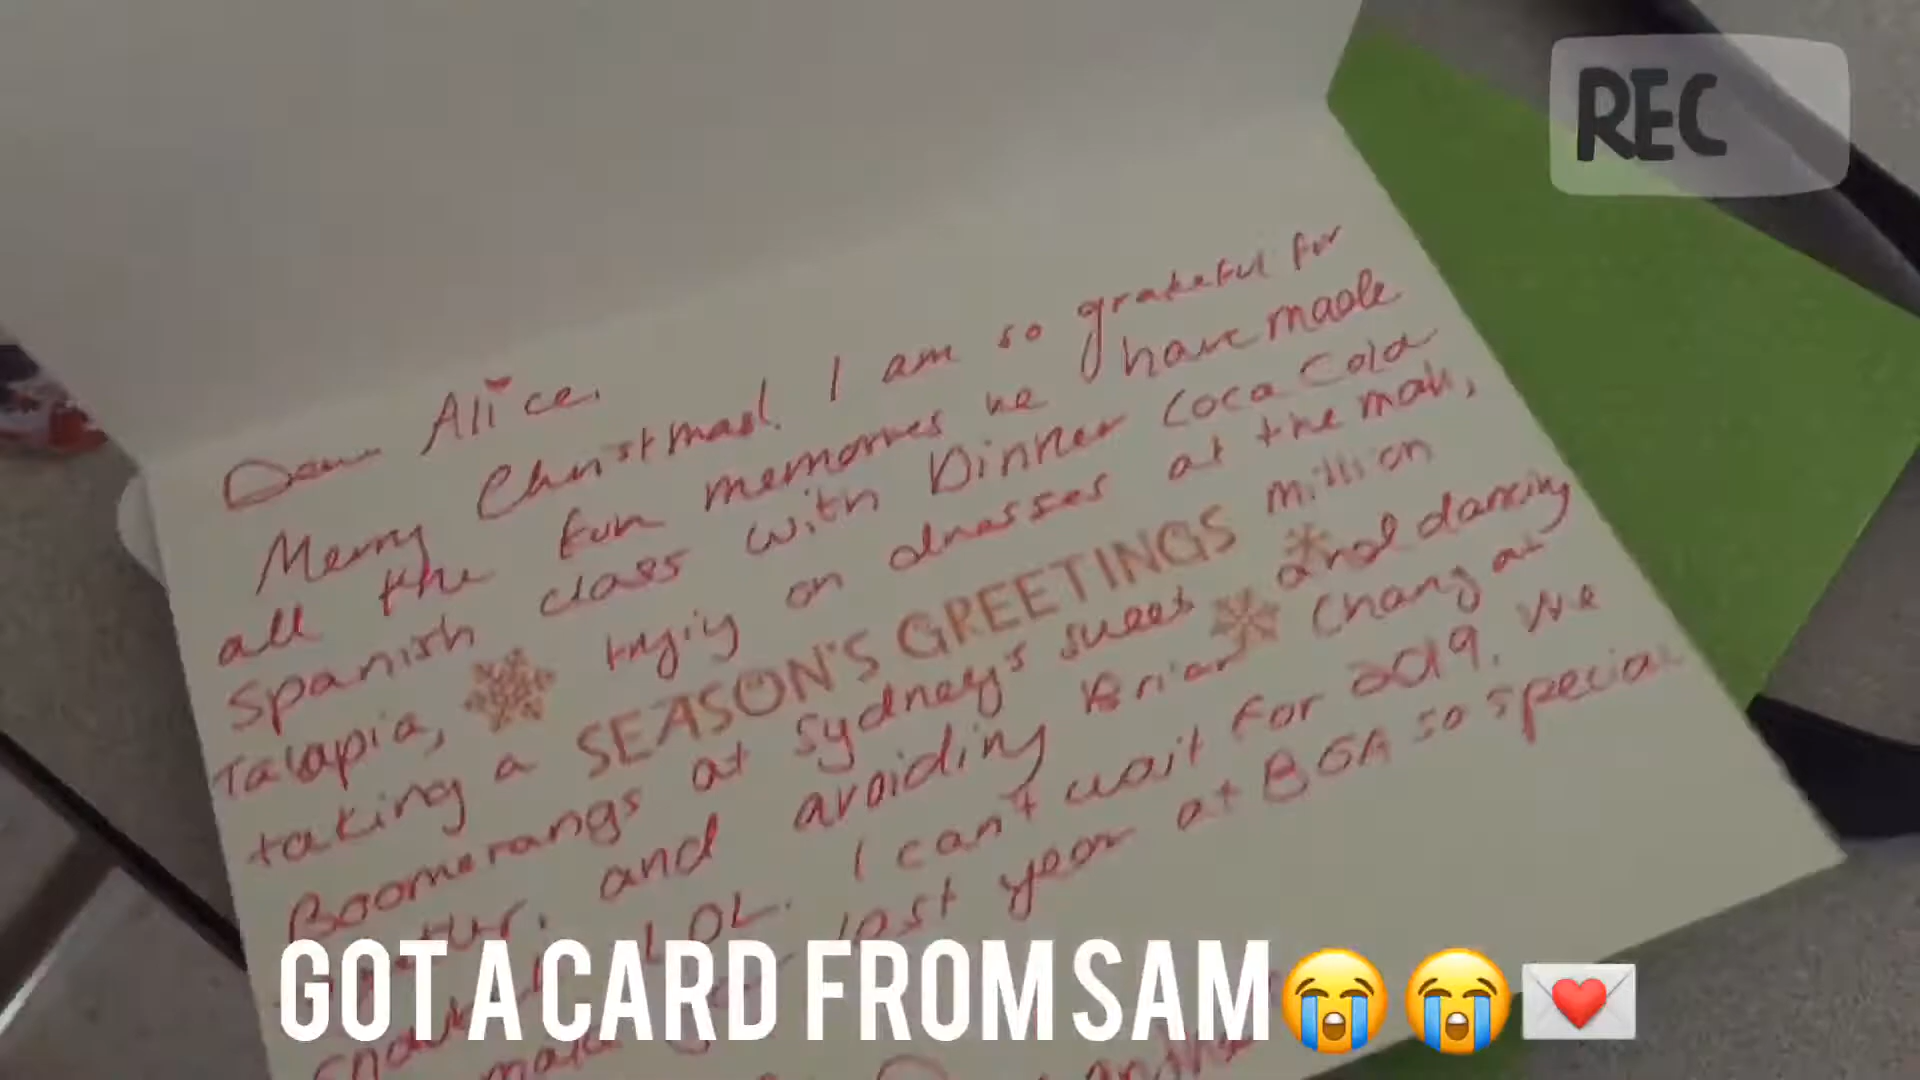 REC
Dear Alice,
Merry Christmas! I am so grateful for
all the fun memories we have made
Spanish class with Dinner Coca Cola
Talapia, trying on dresses at the mall,
taking a million
SEASON'S GREETINGS
Boomerangs at Sydney's sweet and dancing
and avoiding Brian Chang at
LOL. I can't wait for 2019. We
last year at BGA so special
GOT A CARD FROM SAM😭😭💌